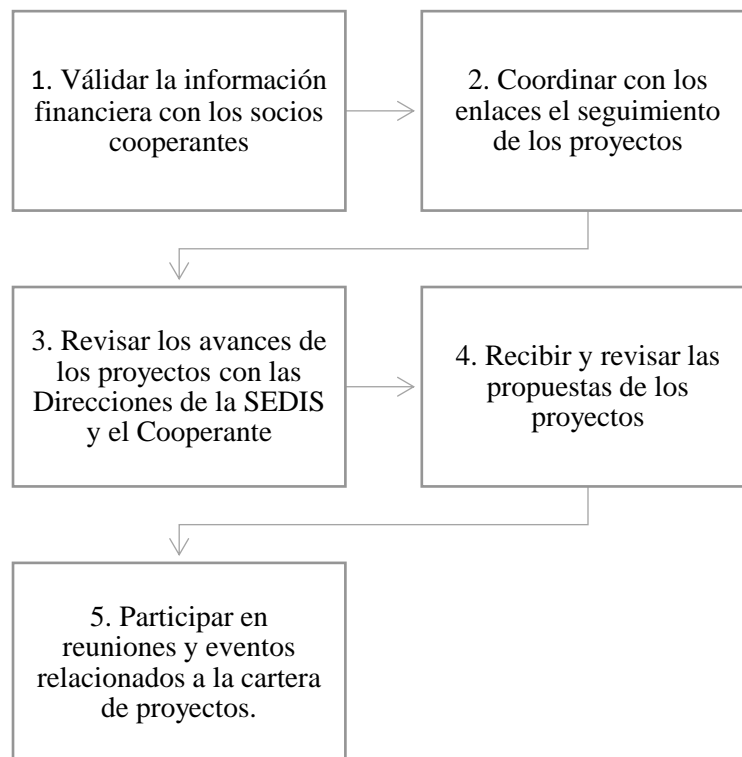 1. Válidar la información
financiera con los socios
cooperantes
2. Coordinar con los
enlaces el seguimiento
de los proyectos
3. Revisar los avances de
los proyectos con las
Direcciones de la SEDIS
y el Cooperante
4. Recibir y revisar las
propuestas de los
proyectos
5. Participar en
reuniones y eventos
relacionados a la cartera
de proyectos.